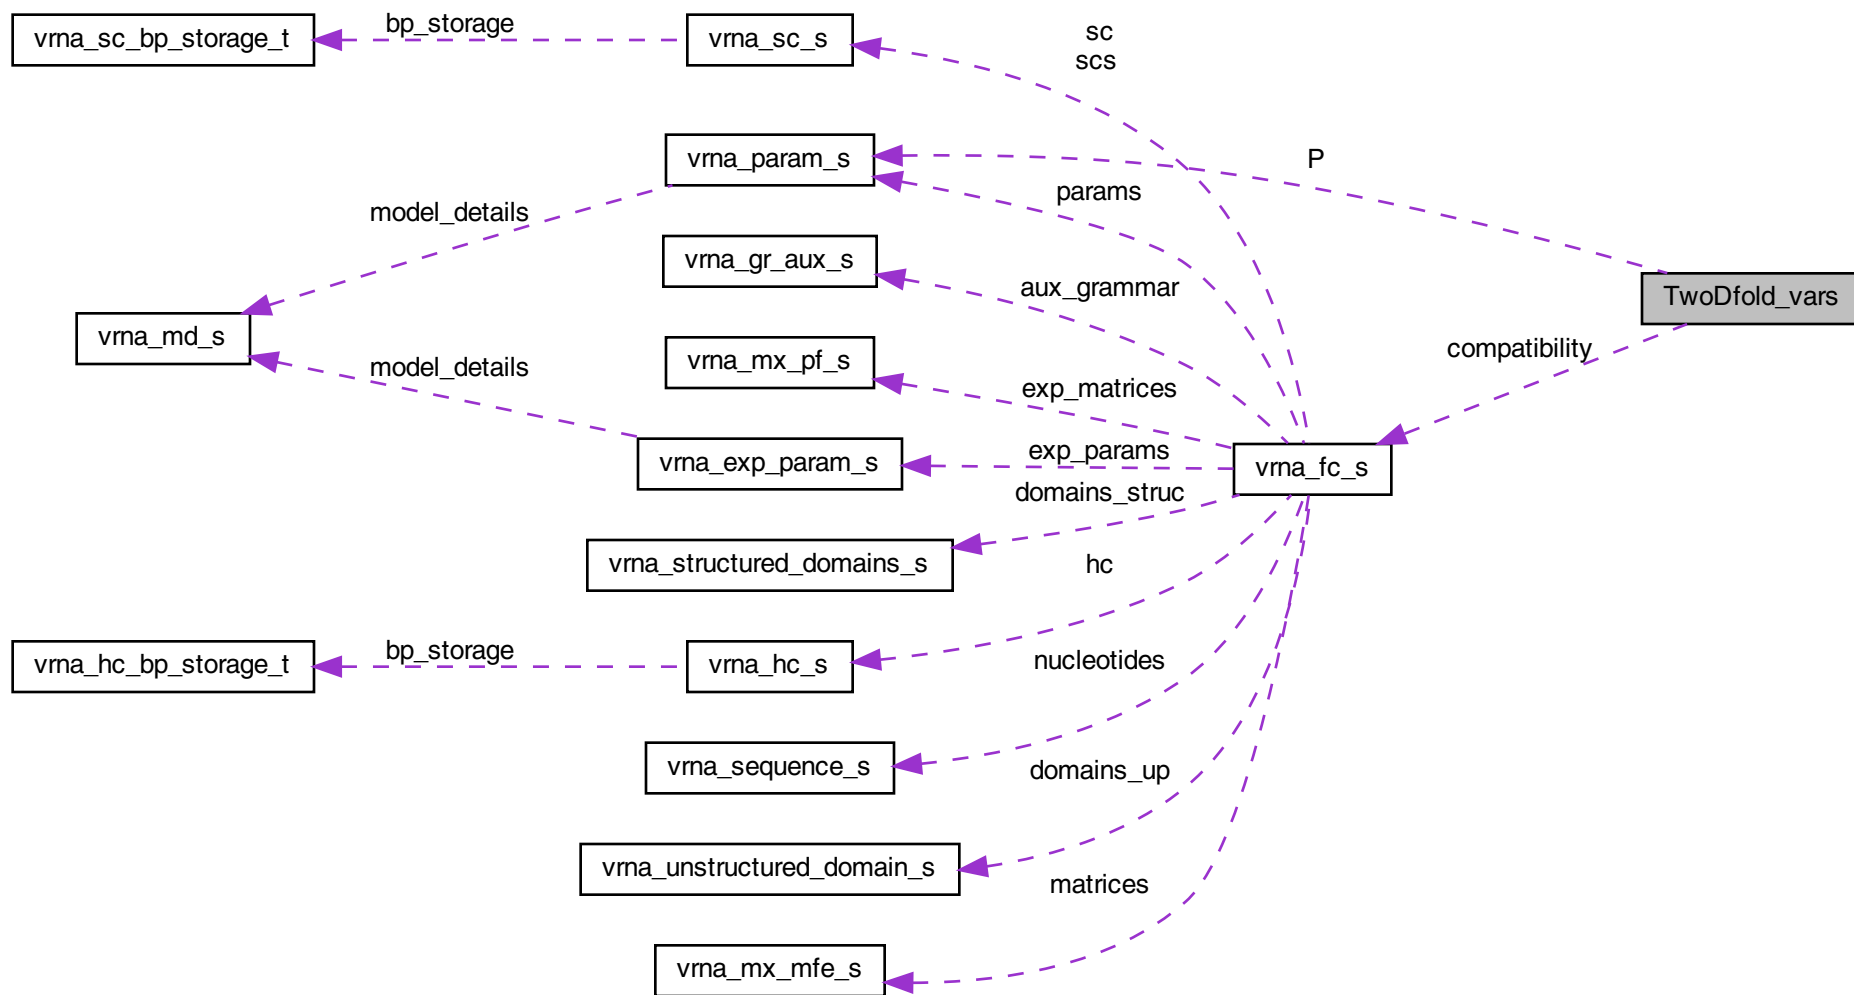 vrna_sc_bp_storage_t
bp_storage
vrna_sc_s
sc
scs
vrna_param_s
P
params
model_details
vrna_gr_aux_s
aux_grammar
TwoDfold_vars
vrna_md_s
vrna_mx_pf_s
compatibility
model_details
exp_matrices
vrna_exp_param_s
exp_params
vrna_fc_s
domains_struc
vrna_structured_domains_s
hc
vrna_hc_bp_storage_t
bp_storage
vrna_hc_s
nucleotides
vrna_sequence_s
domains_up
vrna_unstructured_domain_s
matrices
vrna_mx_mfe_s